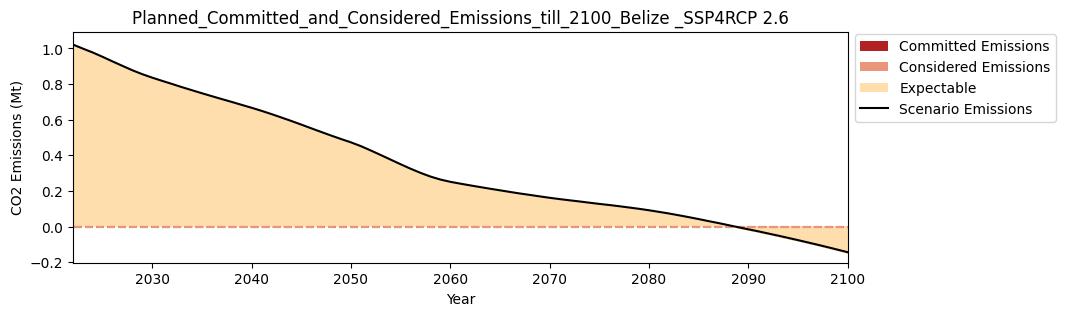 Planned_Committed_and_Considered_Emissions_till_2100_Belize _SSP4RCP 2.6
Committed Emissions
Considered Emissions
Expectable
Scenario Emissions
CO2 Emissions (Mt)
1.0
0.8
0.6
0.4
0.2
0.0
−0.2
2030 2040 2050 2060 2070 2080 2090 2100
Year